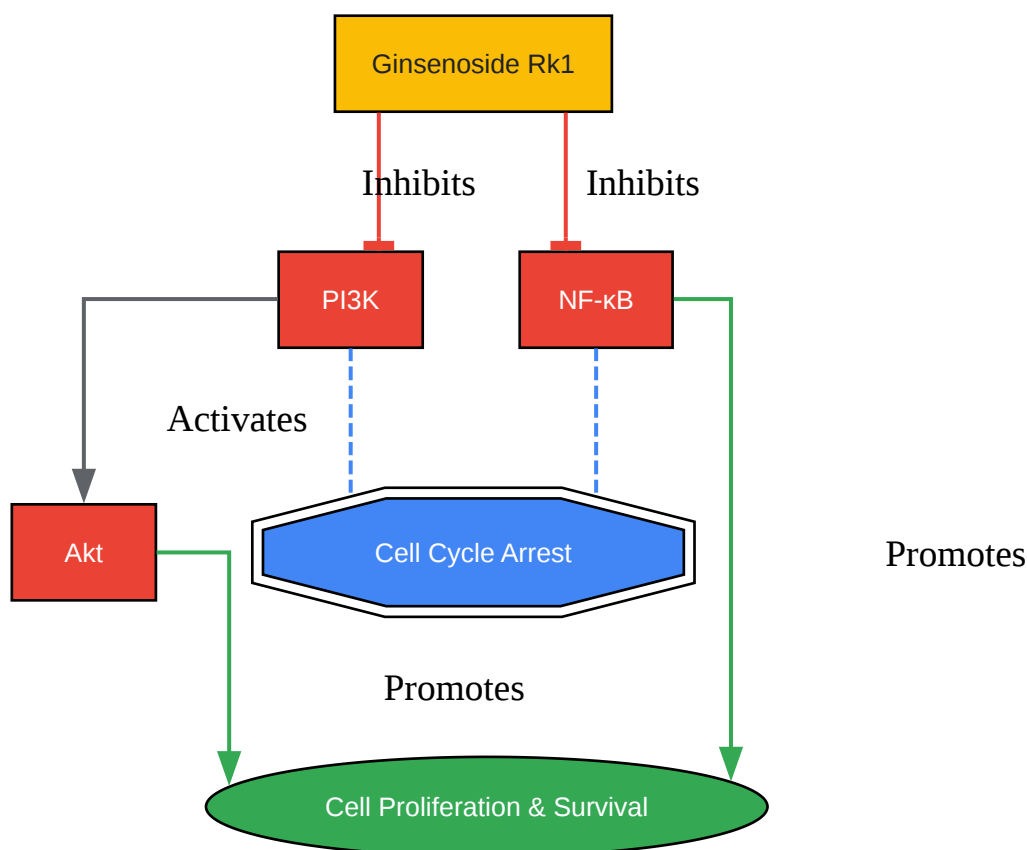 Ginsenoside Rk1
Inhibits
Inhibits
PI3K
NF-κB
Activates
Akt
Cell Cycle Arrest
Promotes
Promotes
Cell Proliferation & Survival